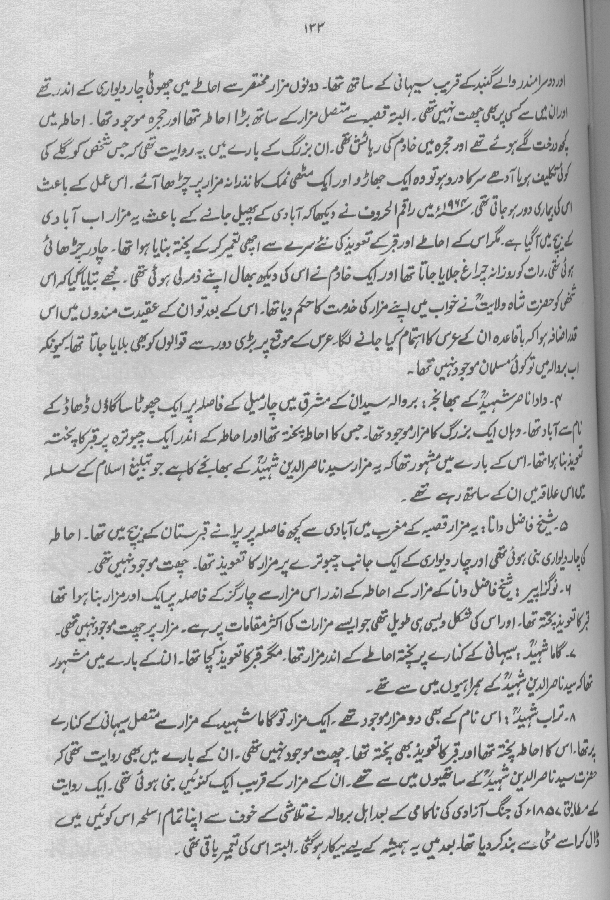 ۱۳۳
اور دوسرا مندر والے گنبد کے قریب سیہانی کے ساتھ تھا۔ دونوں مزار مختصر سے احاطے میں چھوٹی چار دیواری کے اندر تھے
اور ان میں سے کسی پر بھی چھت نہیں تھی۔ البتہ قصبہ سے متصل مزار کے ساتھ بڑا احاطہ تھا اور حجرہ موجود تھا۔ احاطہ میں
کچھ درخت لگے ہوئے تھے اور حجرہ میں خادم کی رہائش تھی۔ ان بزرگ کے بارے میں یہ روایت تھی کہ جس شخص کو گلے کی
کوئی تکلیف ہو یا آدھے سر کا درد ہو تو وہ ایک جھاڑو اور ایک مٹھی نمک کا نذرانہ مزار پر چڑھا آئے۔ اس عمل کے باعث
اس کی بیماری دور ہو جاتی تھی۔ ۱۹۶۴ء میں راقم الحروف نے دیکھا کہ آبادی کے پھیل جانے کے باعث یہ مزار اب آبادی
کے بیچ میں آگیا ہے۔ مگر اس کے احاطے اور قبر کے تعویذ کی نئے سرے سے اچھی تعمیر کر کے پختہ بنایا ہوا تھا۔ چادر چڑھائی
ہوئی تھی۔ رات کو روزانہ چراغ جلایا جاتا تھا اور ایک خادم نے اس کی دیکھ بھال اپنے ذمہ لی ہوئی تھی۔ مجھے بتایا گیا کہ اس
شخص کو حضرت شاہ ولایتؒ نے خواب میں اپنے مزار کی خدمت کا حکم دیا تھا۔ اس کے بعد تو ان کے عقیدت مندوں میں اس
قدر اضافہ ہوا کہ باقاعدہ ان کے عرس کا اہتمام کیا جانے لگا۔ عرس کے موقع پر بڑی دور سے قوالوں کو بھی بلایا جاتا تھا۔ کیونکہ
اب بروالہ میں تو کوئی مسلمان موجود نہیں تھا۔
۴۔ دادا ناصر شہیدؒ کے بھانجہ: بروالہ سیدان کے مشرق میں چار میل کے فاصلہ پر ایک چھوٹا سا گاؤں ڈھاڈ کے
نام سے آباد تھا۔ وہاں ایک بزرگ کا مزار موجود تھا۔ جس کا احاطہ پختہ تھا اور احاطہ کے اندر ایک چبوترہ پر قبر کا پختہ
تعویذ بنا ہوا تھا۔ اس کے بارے میں مشہور تھا کہ یہ مزار سید ناصر الدین شہیدؒ کے بھانجے کا ہے جو تبلیغ اسلام کے سلسلہ
میں اس علاقہ میں ان کے ساتھ رہے تھے۔
۵۔ شیخ فاضل دانا: یہ مزار قصبہ کے مغرب میں آبادی سے کچھ فاصلہ پر پرانے قبرستان کے بیچ میں تھا۔ احاطہ
کی چار دیواری بنی ہوئی تھی اور چار دیواری کے ایک جانب چبوترے پر مزار کا تعویذ تھا۔ چھت موجود نہیں تھی۔
۶۔ نوگزا پیر: شیخ فاضل دانا کے مزار کے احاطہ کے اندر اس مزار سے چار گز کے فاصلہ پر ایک اور مزار بنا ہوا تھا
قبر کا تعویذ پختہ تھا۔ اور اس کی شکل ویسی ہی طویل تھی جو ایسے مزارات کی اکثر مقامات پر ہے۔ مزار پر چھت موجود نہیں تھی۔
۷۔ گاما شہیدؒ: سیہانی کے کنارے پر پختہ احاطے کے اندر مزار تھا۔ مگر قبر کا تعویذ کچا تھا۔ ان کے بارے میں مشہور
تھا کہ سید ناصر الدین شہیدؒ کے ہمراہیوں میں سے تھے۔
۸۔ تراب شہیدؒ: اس نام کے بھی دو مزار موجود تھے۔ ایک مزار تو گاما شہید کے مزار سے متصل سیہانی کے کنارے
پر تھا۔ اس کا احاطہ پختہ تھا اور قبر کا تعویذ بھی پختہ تھا۔ چھت موجود نہیں تھی۔ ان کے بارے میں بھی روایت تھی کہ
حضرت سید ناصر الدین شہیدؒ کے ساتھیوں میں سے تھے۔ ان کے مزار کے قریب ایک کنوئیں بنی ہوئی تھی۔ ایک روایت
کے مطابق ۱۸۵۷ء کی جنگ آزادی کی ناکامی کے بعد اہل بروالہ نے تلاشی کے خوف سے اپنا تمام اسلحہ اس کوئیں میں
ڈال کر اسے مٹی سے بند کر دیا تھا۔ بعد میں یہ ہمیشہ کے لیے بیکار ہو گئی۔ البتہ اس کی تعمیر باقی تھی۔